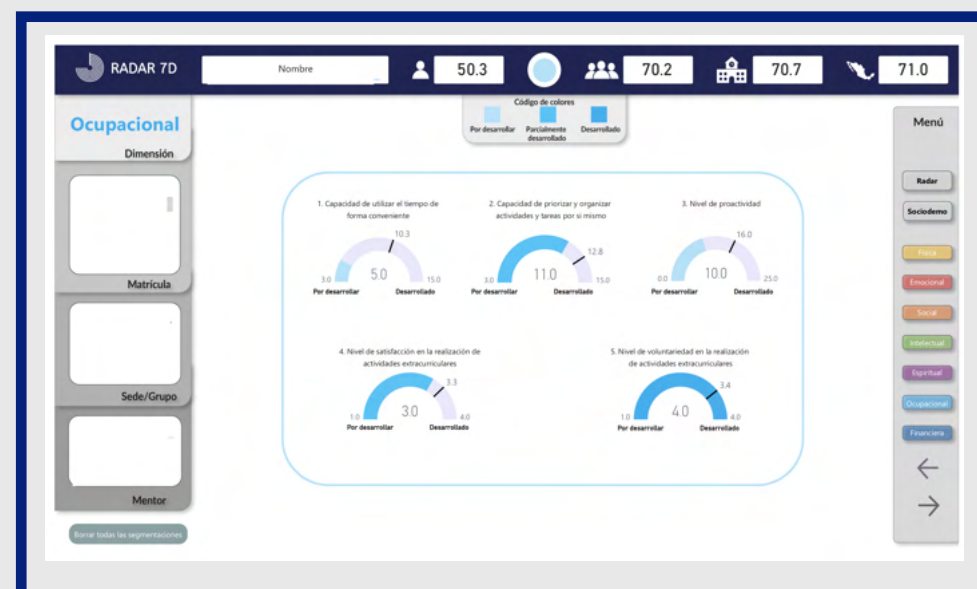 RADAR 7D
Nombre
50.3
70.2
70.7
71.0
Ocupacional
Dimensión
Matrícula
Sede/Grupo
Mentor
Borrar todas las segmentaciones
Código de colores
Por desarrollar
Parcialmente
desarrollado
Desarrollado
1. Capacidad de utilizar el tiempo de
forma conveniente
10.3
3.0
5.0
15.0
Por desarrollar
Desarrollado
2. Capacidad de priorizar y organizar
actividades y tareas por si mismo
12.8
3.0
11.0
15.0
Por desarrollar
Desarrollado
3. Nivel de proactividad
16.0
0.0
10.0
25.0
Por desarrollar
Desarrollado
4. Nivel de satisfacción en la realización de
actividades extracurriculares
3.3
1.0
3.0
4.0
Por desarrollar
Desarrollado
5. Nivel de voluntariedad en la realización
de actividades extracurriculares
3.4
1.0
4.0
4.0
Por desarrollar
Desarrollado
Menú
Radar
Sociodemo
Física
Emocional
Social
Intelectual
Espiritual
Ocupacional
Financiera